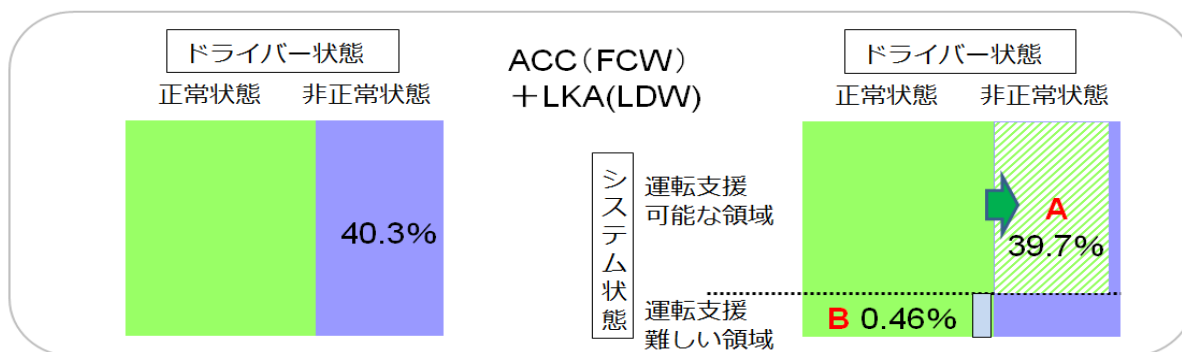 ドライバー状態
正常状態 非正常状態
40.3%
ACC(FCW)
+LKA(LDW)
ドライバー状態
正常状態 非正常状態
システム状態
運転支援
可能な領域
A
39.7%
運転支援
難しい領域
B 0.46%